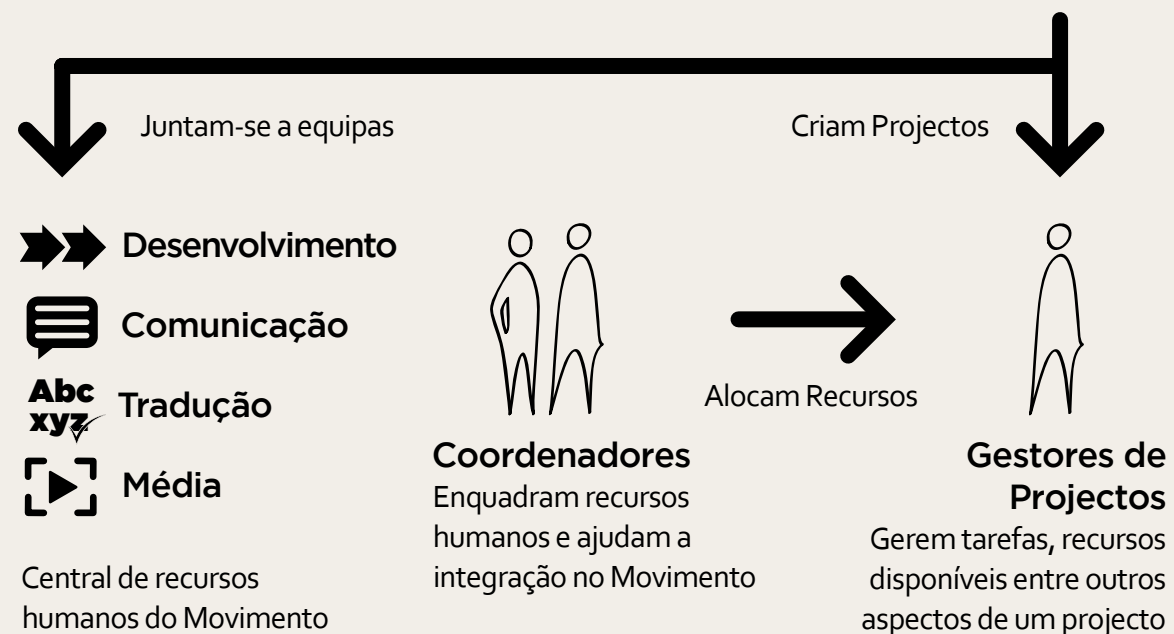 Juntam-se a equipas
Criam Projectos
Desenvolvimento
Comunicação
Abc
xyz
Tradução
Média
Central de recursos
humanos do Movimento
Alocam Recursos
Coordenadores
Enquadram recursos
humanos e ajudam a
integração no Movimento
Gestores de
Projectos
Gerem tarefas, recursos
disponíveis entre outros
aspectos de um projecto